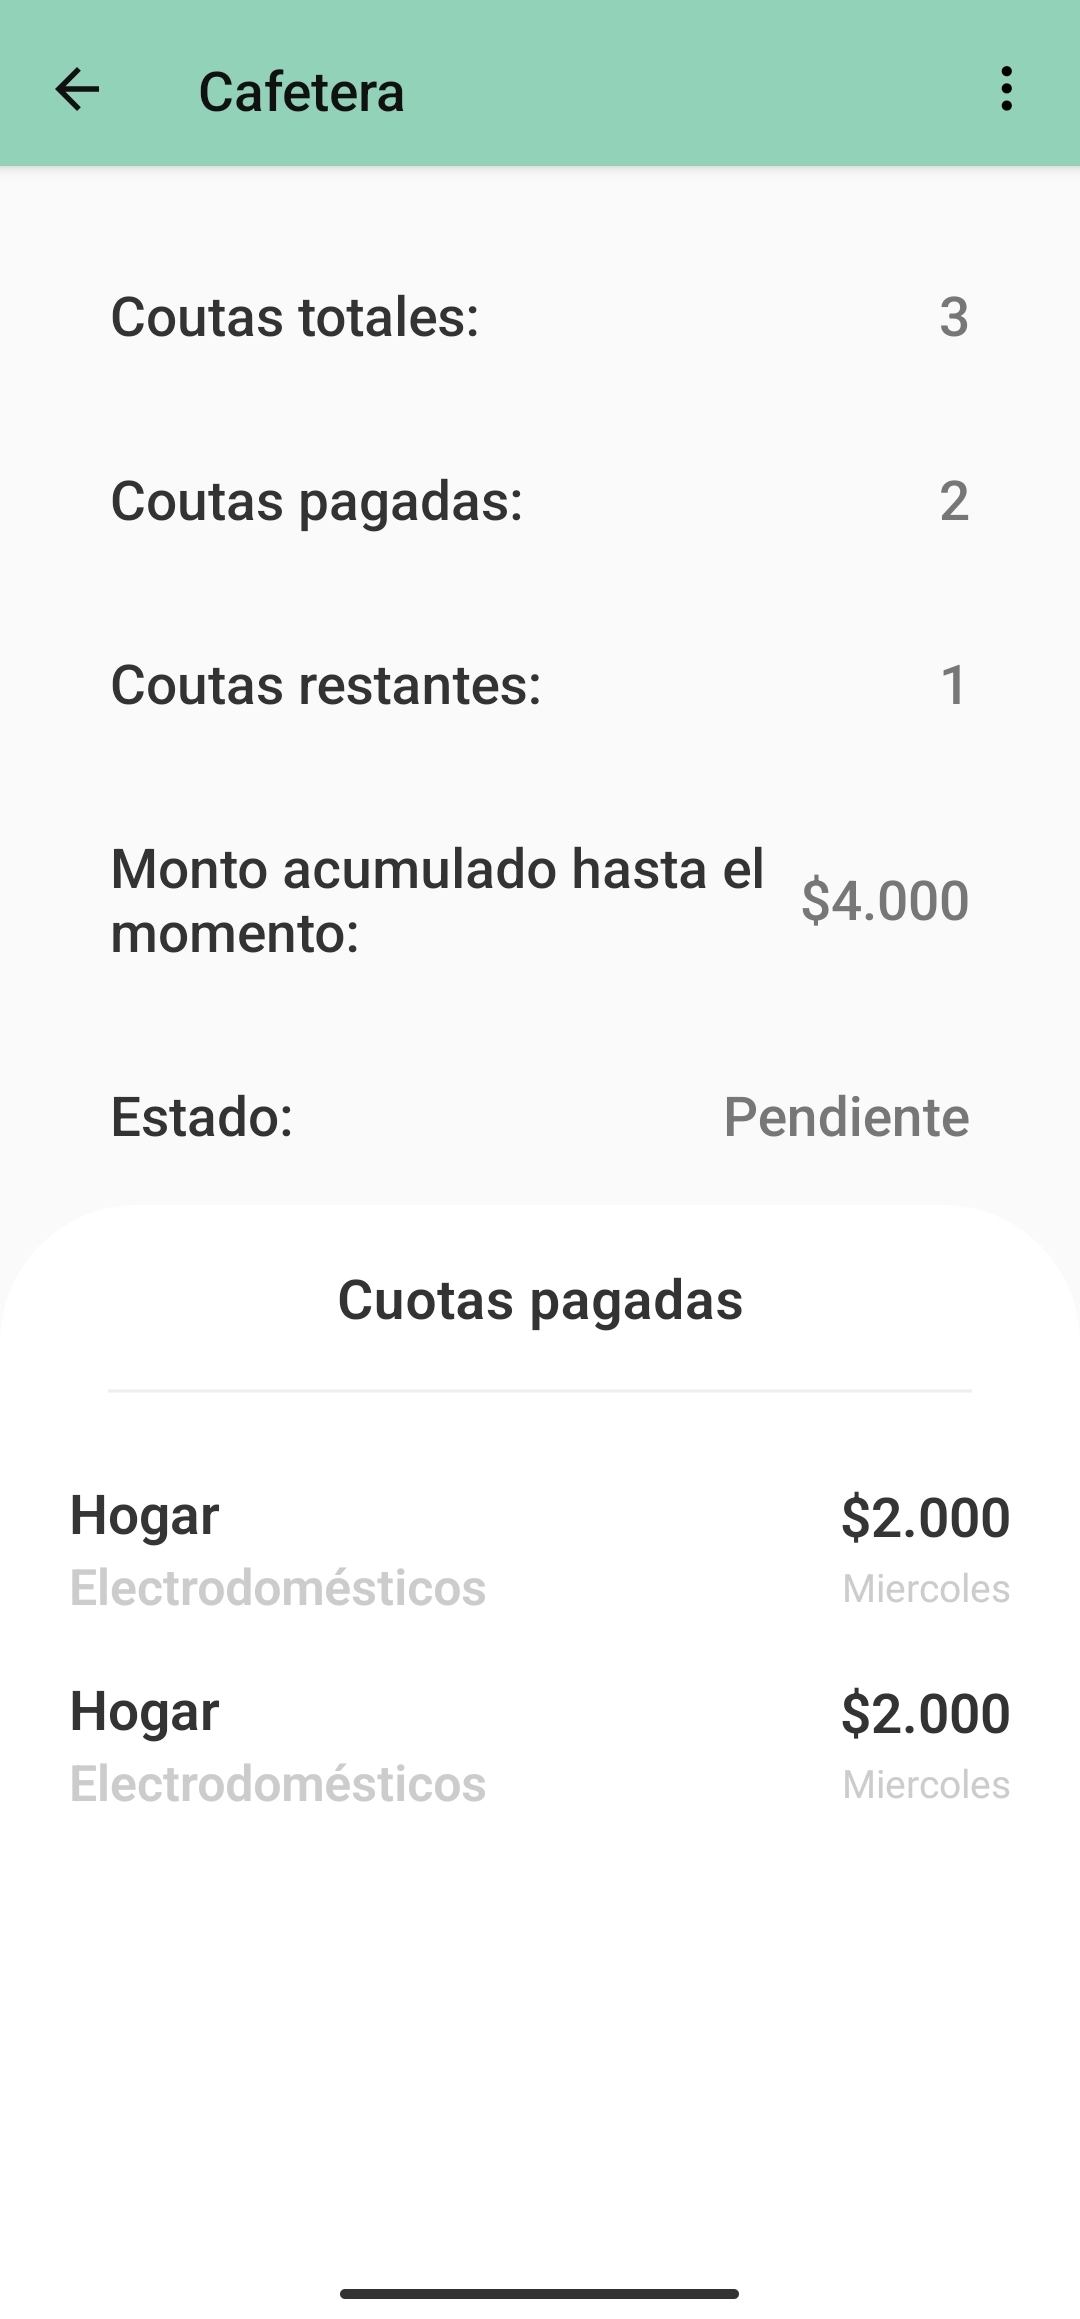 Cafetera
Coutas totales: 3
Coutas pagadas: 2
Coutas restantes: 1
Monto acumulado hasta el
momento: $4.000
Estado: Pendiente
Cuotas pagadas
Hogar $2.000
Electrodomésticos Miercoles
Hogar $2.000
Electrodomésticos Miercoles